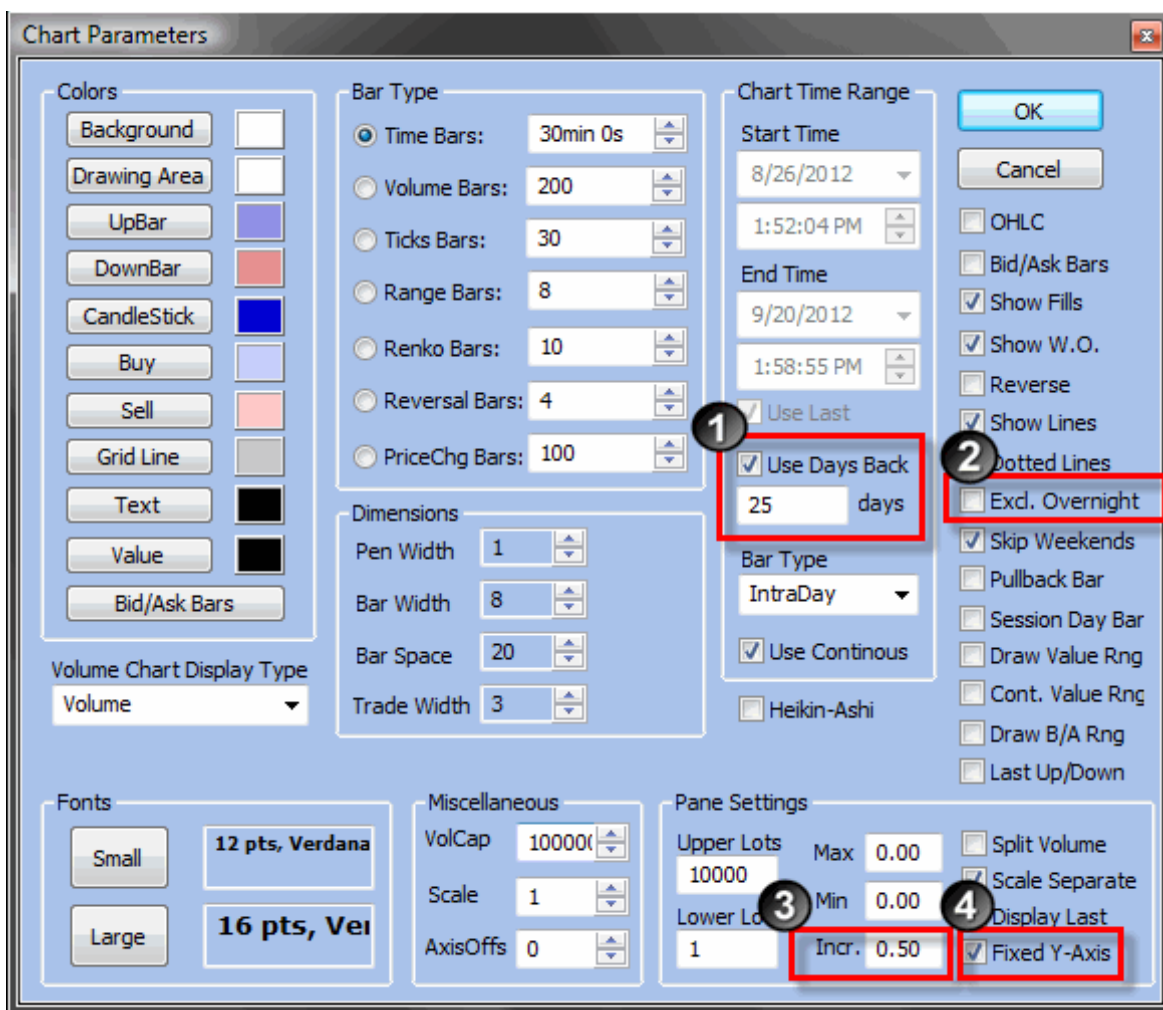 Chart Parameters
Colors
Background
Drawing Area
UpBar
DownBar
CandleStick
Buy
Sell
Grid Line
Text
Value
Bid/Ask Bars
Volume Chart Display Type
Volume
Bar Type
Time Bars: 30min 0s
Volume Bars: 200
Ticks Bars: 30
Range Bars: 8
Renko Bars: 10
Reversal Bars: 4
PriceChg Bars: 100
Dimensions
Pen Width 1
Bar Width 8
Bar Space 20
Trade Width 3
Chart Time Range
Start Time
8/26/2012
1:52:04 PM
End Time
9/20/2012
1:58:55 PM
Use Last
1
Use Days Back
25 days
Bar Type
IntraDay
Use Continous
Heikin-Ashi
OK
Cancel
OHLC
Bid/Ask Bars
Show Fills
Show W.O.
Reverse
Show Lines
2
Dotted Lines
Excl. Overnight
Skip Weekends
Pullback Bar
Session Day Bar
Draw Value Rng
Cont. Value Rng
Draw B/A Rng
Last Up/Down
Fonts
Small 12 pts, Verdana
Large 16 pts, Ver
Miscellaneous
VolCap 10000
Scale 1
AxisOffs 0
Pane Settings
Upper Lots
10000
Lower Lo
1
Max 0.00
Min 0.00
3
Incr. 0.50
Split Volume
Scale Separate
4
Display Last
Fixed Y-Axis